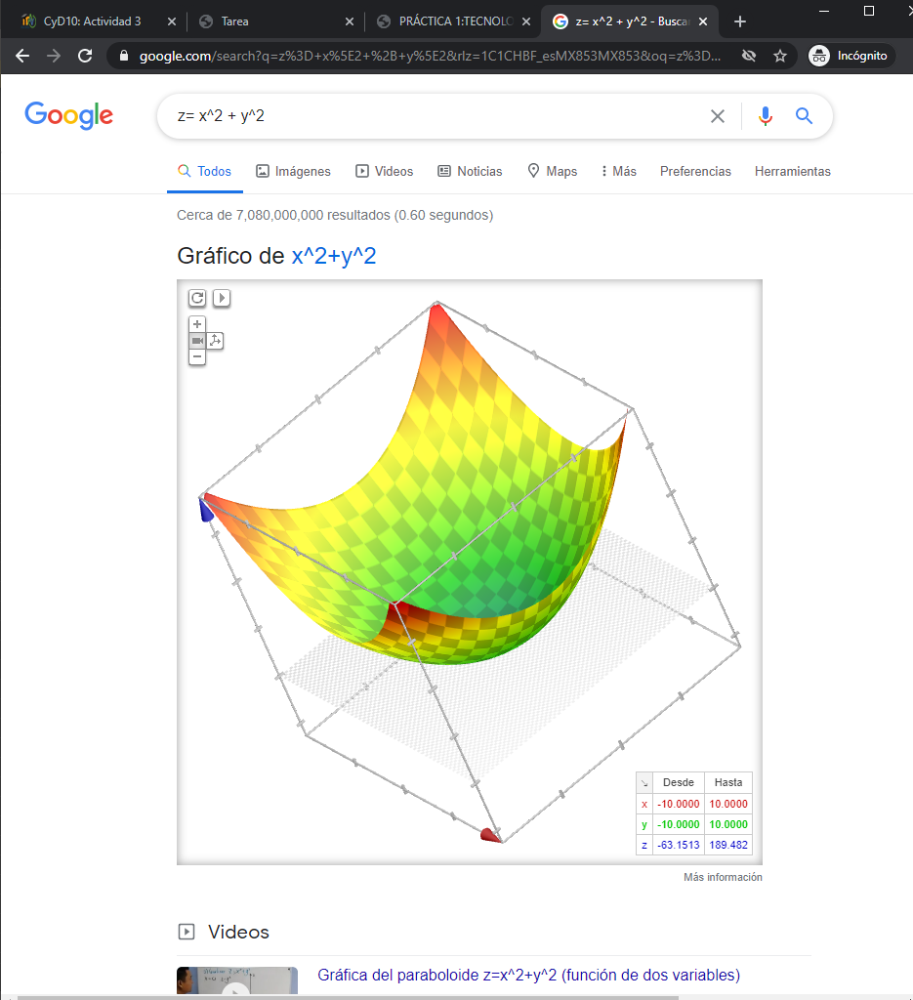 CyD10: Actividad 3
Tarea
PRÁCTICA 1:TECNOLO
z= x^2 + y^2 - Busca
google.com/search?q=z%3D+x%5E2+%2B+y%5E2&rlz=1C1CHBF_esMX853MX853&oq=z%3D...
Incógnito
Google
z= x^2 + y^2
Todos
Imágenes
Videos
Noticias
Maps
Más
Preferencias
Herramientas
Cerca de 7,080,000,000 resultados (0.60 segundos)
Gráfico de x^2+y^2
Desde Hasta
x -10.0000 10.0000
y -10.0000 10.0000
z -63.1513 189.482
Más información
Videos
Gráfica del paraboloide z=x^2+y^2 (función de dos variables)